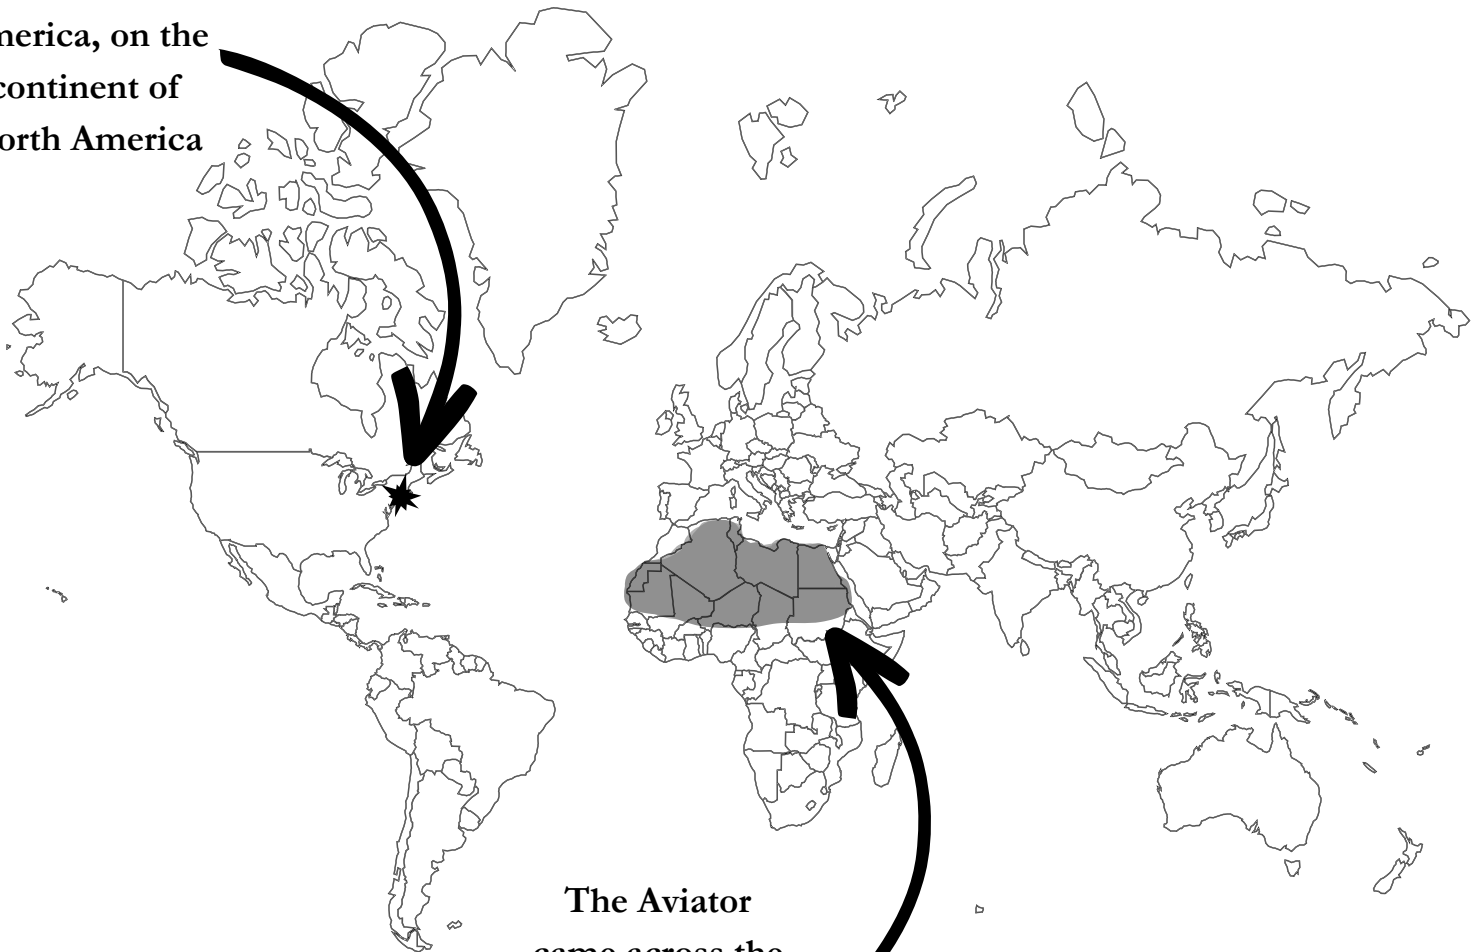 merica, on the
continent of
orth America
The Aviator
came across the